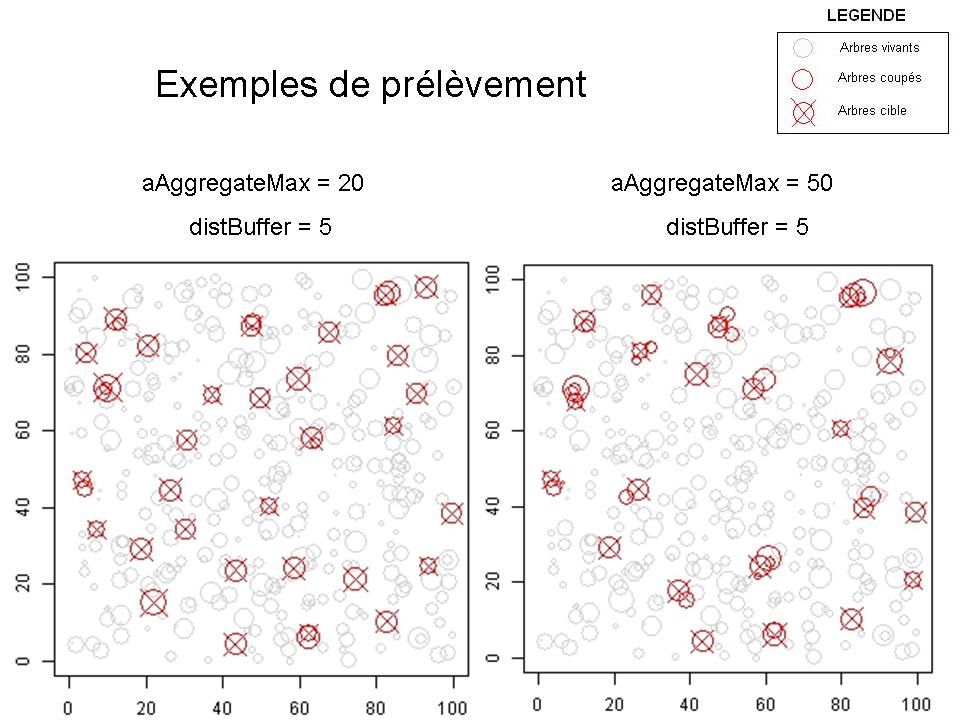 LEGENDE
Arbres vivants
Arbres coupés
Arbres cible
Exemples de prélèvement
aAggregateMax = 20
aAggregateMax = 50
distBuffer = 5
distBuffer = 5
100
80
60
40
20
0
0 20 40 60 80 100
100
80
60
40
20
0
0 20 40 60 80 100